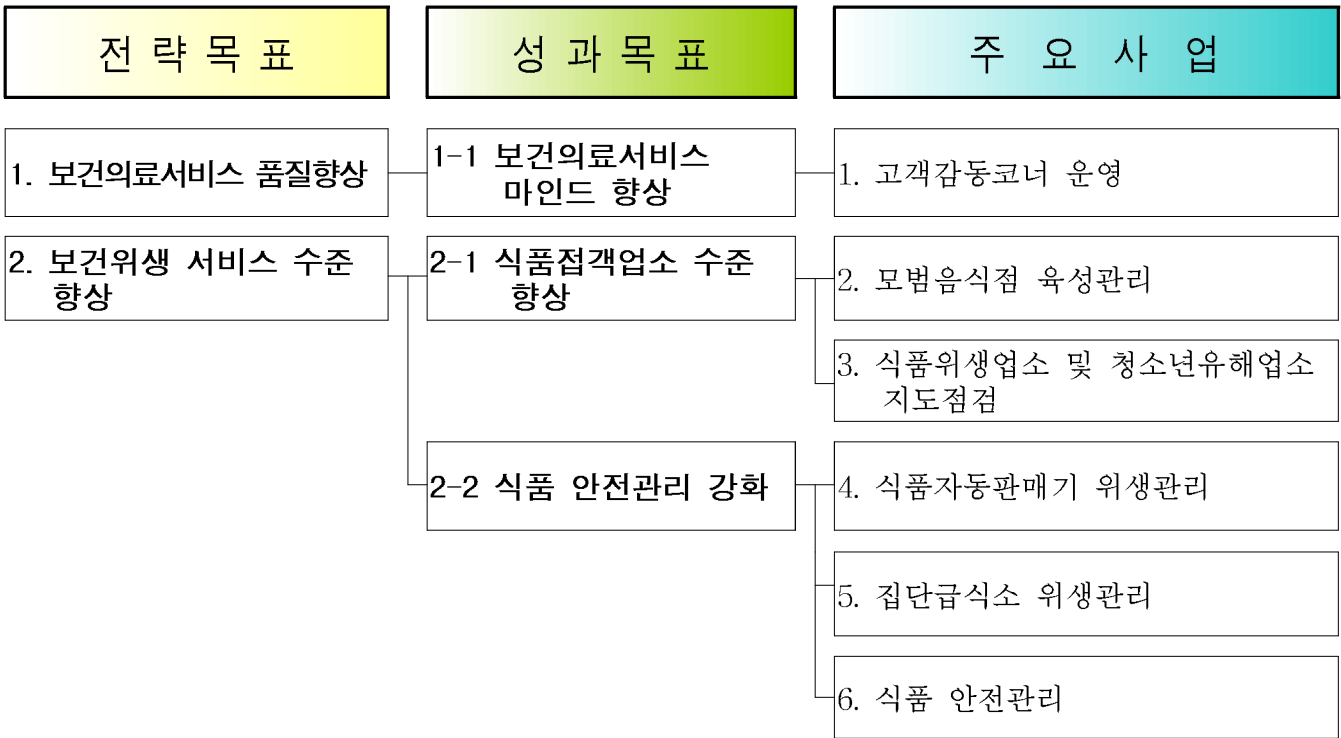 전 략 목 표
성 과 목 표
주 요 사 업
1. 보건의료서비스 품질향상
1-1 보건의료서비스
마인드 향상
1. 고객감동코너 운영
2. 보건위생 서비스 수준
향상
2-1 식품접객업소 수준
향상
2. 모범음식점 육성관리
3. 식품위생업소 및 청소년유해업소
지도점검
2-2 식품 안전관리 강화
4. 식품자동판매기 위생관리
5. 집단급식소 위생관리
6. 식품 안전관리